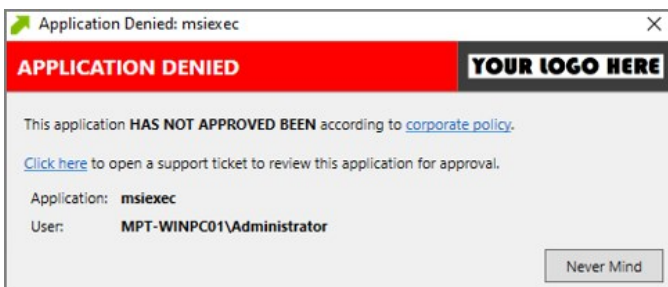 Application Denied: msiexec
APPLICATION DENIED
YOUR LOGO HERE
This application HAS NOT APPROVED BEEN according to corporate policy.
Click here to open a support ticket to review this application for approval.
Application: msiexec
User: MPT-WINPC01\Administrator
Never Mind